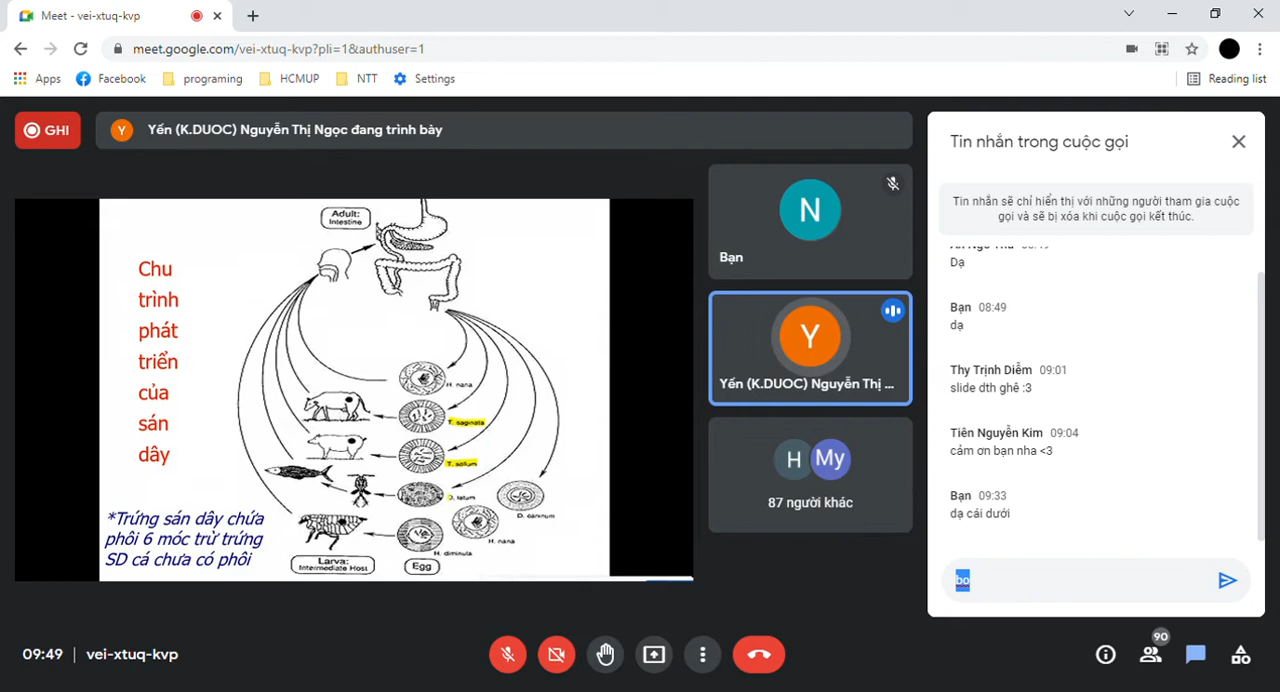 Meet - vei-xtuq-kvp
meet.google.com/vei-xtuq-kvp?pli=1&authuser=1
Apps Facebook programing HCMUP NTT Settings Reading list
GHI
Y Yến (K.DUOC) Nguyễn Thị Ngọc đang trình bày
Adult:
Intestine
Chu
trình
phát
triển
của
sán
dây
H. nana
T. saginata
T. solium
D. latum
D. caninum
H. nana
H. diminuta
*Trứng sán dây chứa
phôi 6 móc trừ trứng
SD cá chưa có phôi
Larva:
Intermediate Host
Egg
N
Bạn
Y
Yến (K.DUOC) Nguyễn Thị ...
H My
87 người khác
Tin nhắn trong cuộc gọi
Tin nhắn sẽ chỉ hiển thị với những người tham gia cuộc
gọi và sẽ bị xóa khi cuộc gọi kết thúc.
Dạ
Bạn 08:49
dạ
Thy Trịnh Diễm 09:01
slide dth ghê :3
Tiên Nguyễn Kim 09:04
cảm ơn bạn nha <3
Bạn 09:33
dạ cái dưới
bo
09:49 | vei-xtuq-kvp
90